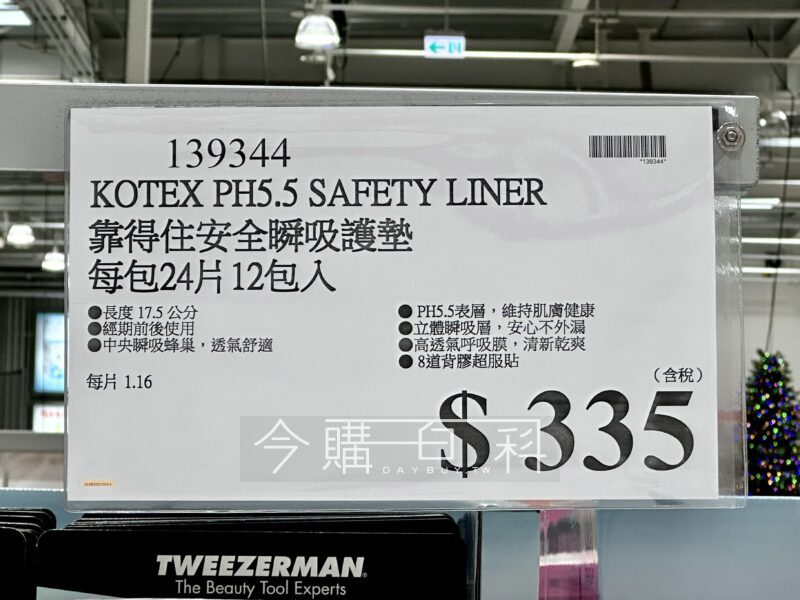 139344
"139344"
KOTEX PH5.5 SAFETY LINER
靠得住安全瞬吸護墊
每包24片12包入
●長度 17.5 公分
●經期前後使用
●中央瞬吸蜂巢，透氣舒適
●PH5.5表層，維持肌膚健康
●立體瞬吸層，安心不外漏
●高透氣呼吸膜，清新乾爽
●8道背膠超服貼
每片 1.16
（含稅）
$ 335
今購百科
DAYBUY.TW
TWEEZERMAN®
The Beauty Tool Experts